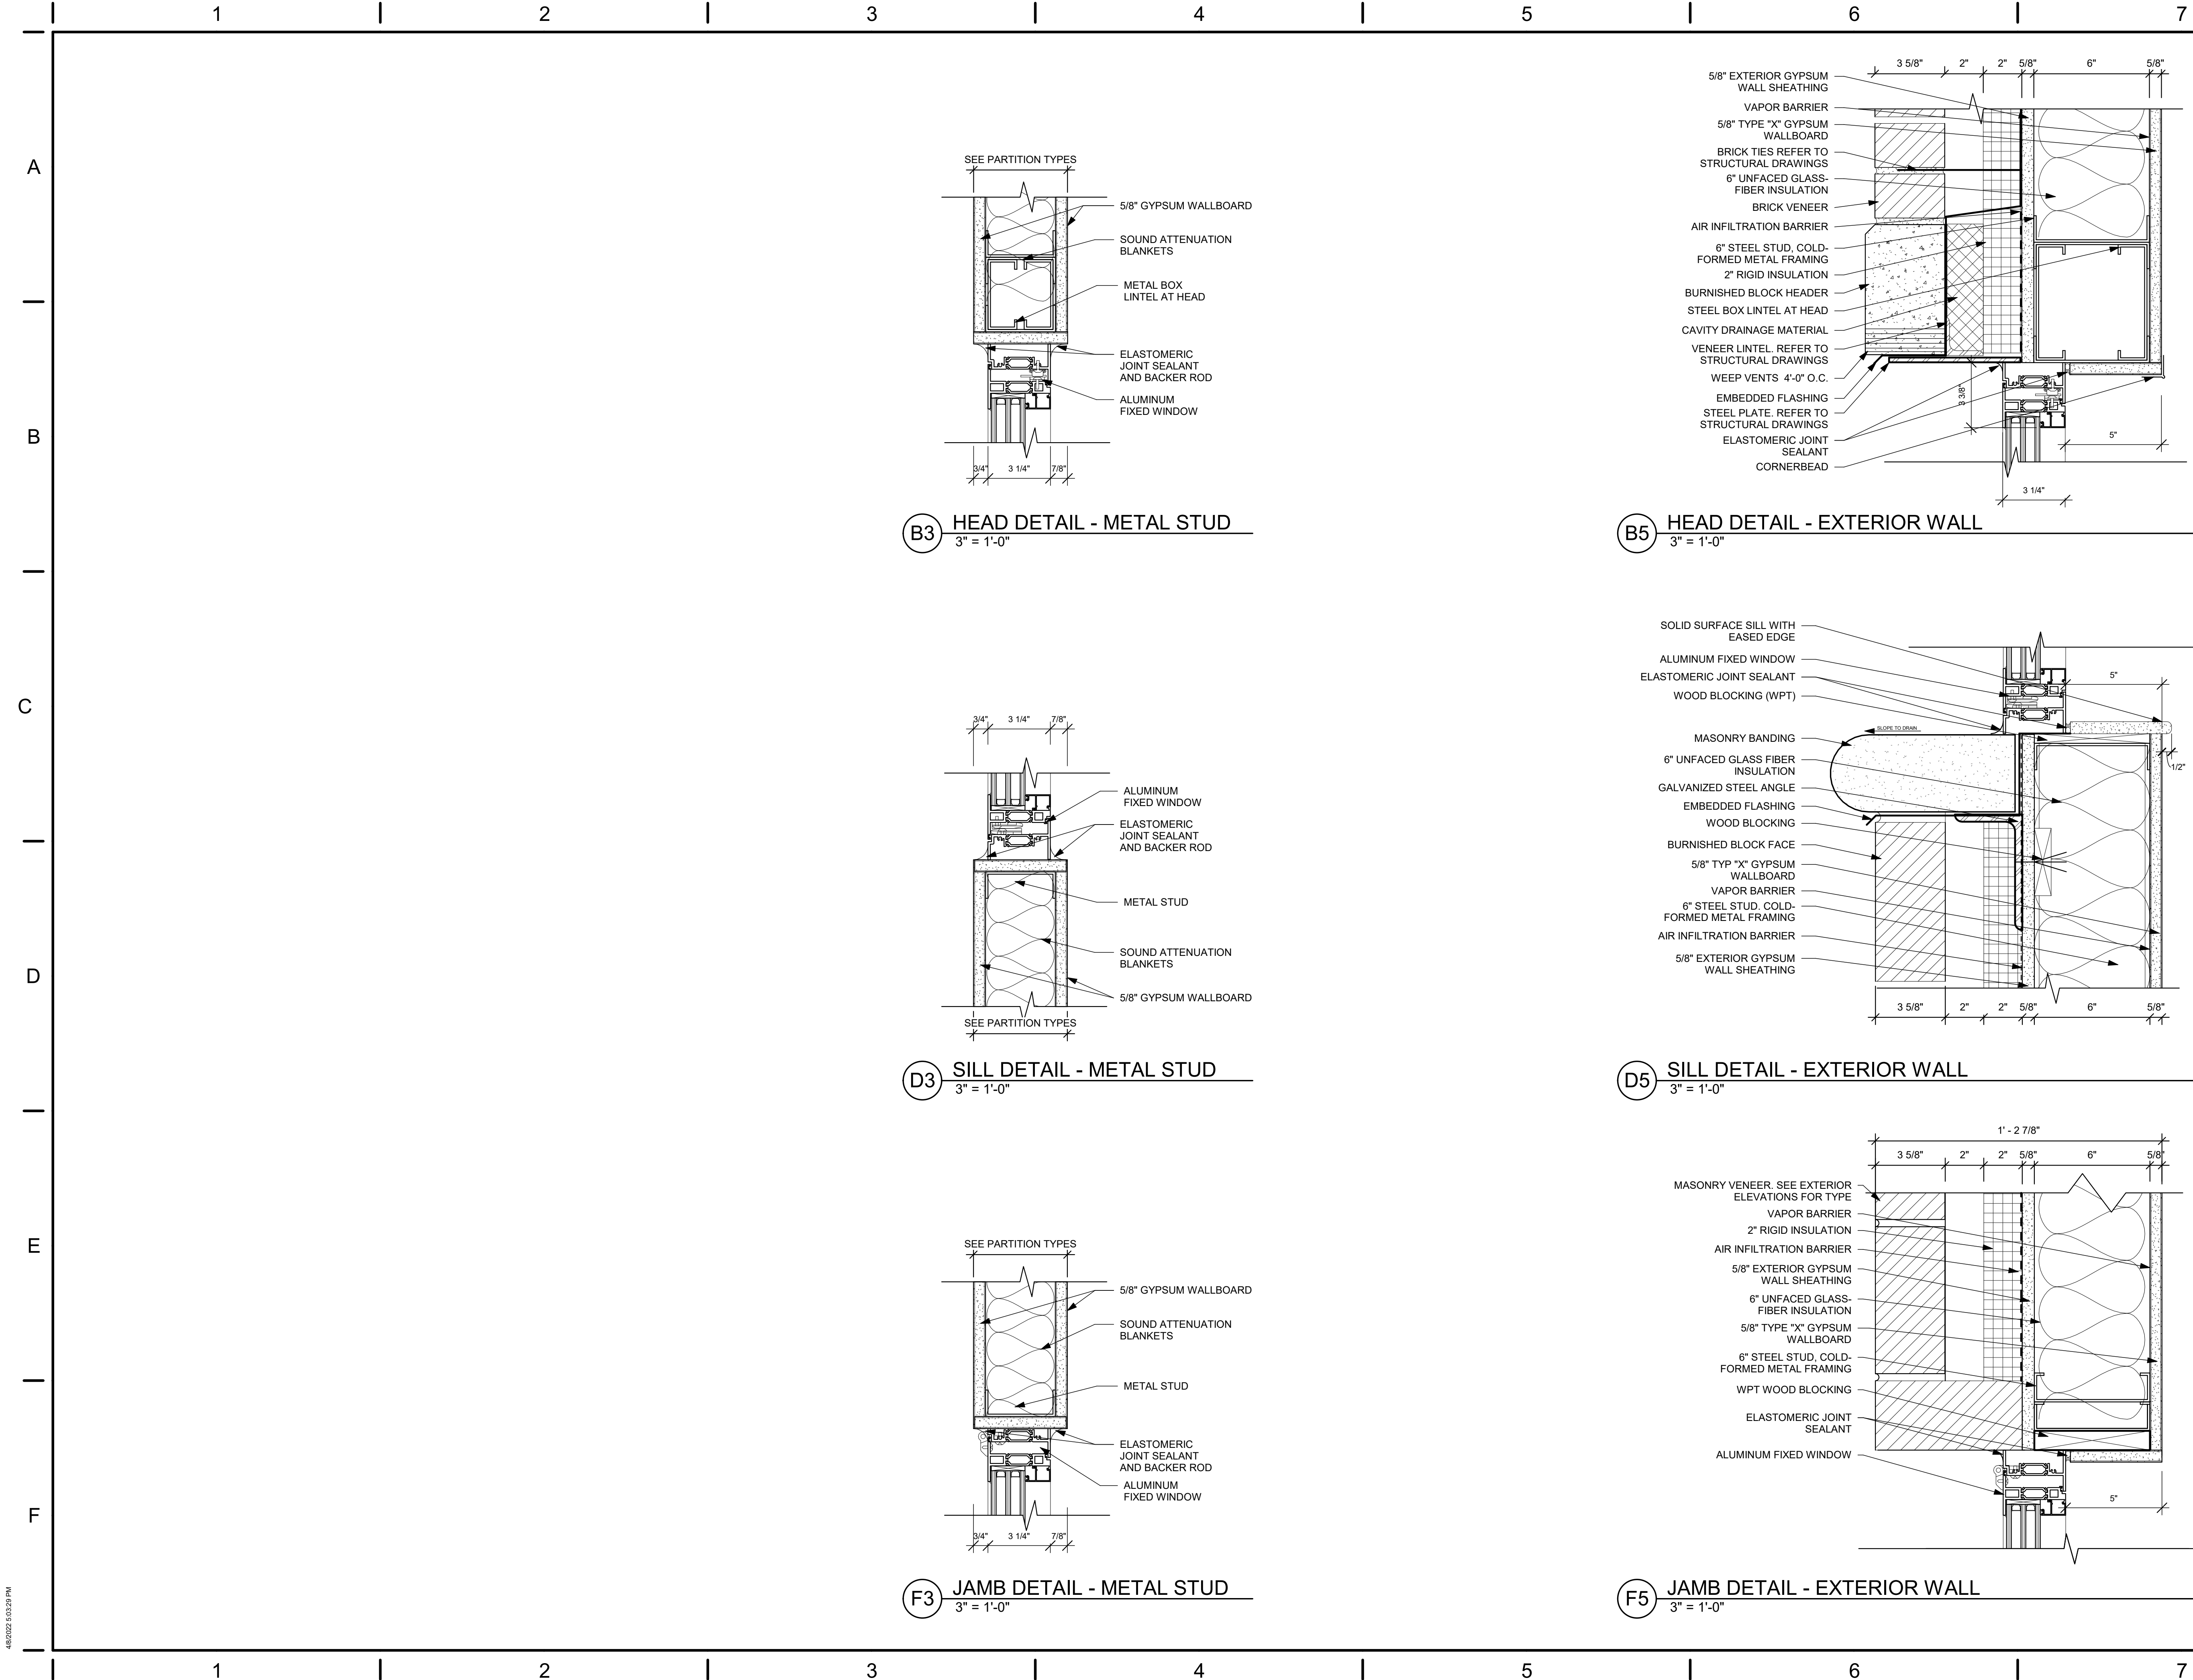 1 2 3 4 5 6 7
A
B
C
D
E
F
SEE PARTITION TYPES
5/8" GYPSUM WALLBOARD
SOUND ATTENUATION
BLANKETS
METAL BOX
LINTEL AT HEAD
ELASTOMERIC
JOINT SEALANT
AND BACKER ROD
ALUMINUM
FIXED WINDOW
3/4" 3 1/4" 7/8"
B3 HEAD DETAIL - METAL STUD
3" = 1'-0"
3 5/8" 2" 2" 5/8" 6" 5/8"
5/8" EXTERIOR GYPSUM
WALL SHEATHING
VAPOR BARRIER
5/8" TYPE "X" GYPSUM
WALLBOARD
BRICK TIES REFER TO
STRUCTURAL DRAWINGS
6" UNFACED GLASS-
FIBER INSULATION
BRICK VENEER
AIR INFILTRATION BARRIER
6" STEEL STUD, COLD-
FORMED METAL FRAMING
2" RIGID INSULATION
BURNISHED BLOCK HEADER
STEEL BOX LINTEL AT HEAD
CAVITY DRAINAGE MATERIAL
VENEER LINTEL. REFER TO
STRUCTURAL DRAWINGS
WEEP VENTS 4'-0" O.C.
EMBEDDED FLASHING
STEEL PLATE. REFER TO
STRUCTURAL DRAWINGS
ELASTOMERIC JOINT
SEALANT
CORNERBEAD
3 3/8"
5"
3 1/4"
B5 HEAD DETAIL - EXTERIOR WALL
3" = 1'-0"
3/4" 3 1/4" 7/8"
ALUMINUM
FIXED WINDOW
ELASTOMERIC
JOINT SEALANT
AND BACKER ROD
METAL STUD
SOUND ATTENUATION
BLANKETS
5/8" GYPSUM WALLBOARD
SEE PARTITION TYPES
D3 SILL DETAIL - METAL STUD
3" = 1'-0"
SOLID SURFACE SILL WITH
EASED EDGE
ALUMINUM FIXED WINDOW
ELASTOMERIC JOINT SEALANT
WOOD BLOCKING (WPT)
MASONRY BANDING
6" UNFACED GLASS FIBER
INSULATION
GALVANIZED STEEL ANGLE
EMBEDDED FLASHING
WOOD BLOCKING
BURNISHED BLOCK FACE
5/8" TYP "X" GYPSUM
WALLBOARD
VAPOR BARRIER
6" STEEL STUD. COLD-
FORMED METAL FRAMING
AIR INFILTRATION BARRIER
5/8" EXTERIOR GYPSUM
WALL SHEATHING
5"
SLOPE TO DRAIN
1/2"
3 5/8" 2" 2" 5/8" 6" 5/8"
D5 SILL DETAIL - EXTERIOR WALL
3" = 1'-0"
SEE PARTITION TYPES
5/8" GYPSUM WALLBOARD
SOUND ATTENUATION
BLANKETS
METAL STUD
ELASTOMERIC
JOINT SEALANT
AND BACKER ROD
ALUMINUM
FIXED WINDOW
3/4" 3 1/4" 7/8"
F3 JAMB DETAIL - METAL STUD
3" = 1'-0"
1' - 2 7/8"
3 5/8" 2" 2" 5/8" 6" 5/8"
MASONRY VENEER. SEE EXTERIOR
ELEVATIONS FOR TYPE
VAPOR BARRIER
2" RIGID INSULATION
AIR INFILTRATION BARRIER
5/8" EXTERIOR GYPSUM
WALL SHEATHING
6" UNFACED GLASS-
FIBER INSULATION
5/8" TYPE "X" GYPSUM
WALLBOARD
6" STEEL STUD, COLD-
FORMED METAL FRAMING
WPT WOOD BLOCKING
ELASTOMERIC JOINT
SEALANT
ALUMINUM FIXED WINDOW
5"
F5 JAMB DETAIL - EXTERIOR WALL
3" = 1'-0"
4/8/2022 5:03:29 PM
1 2 3 4 5 6 7